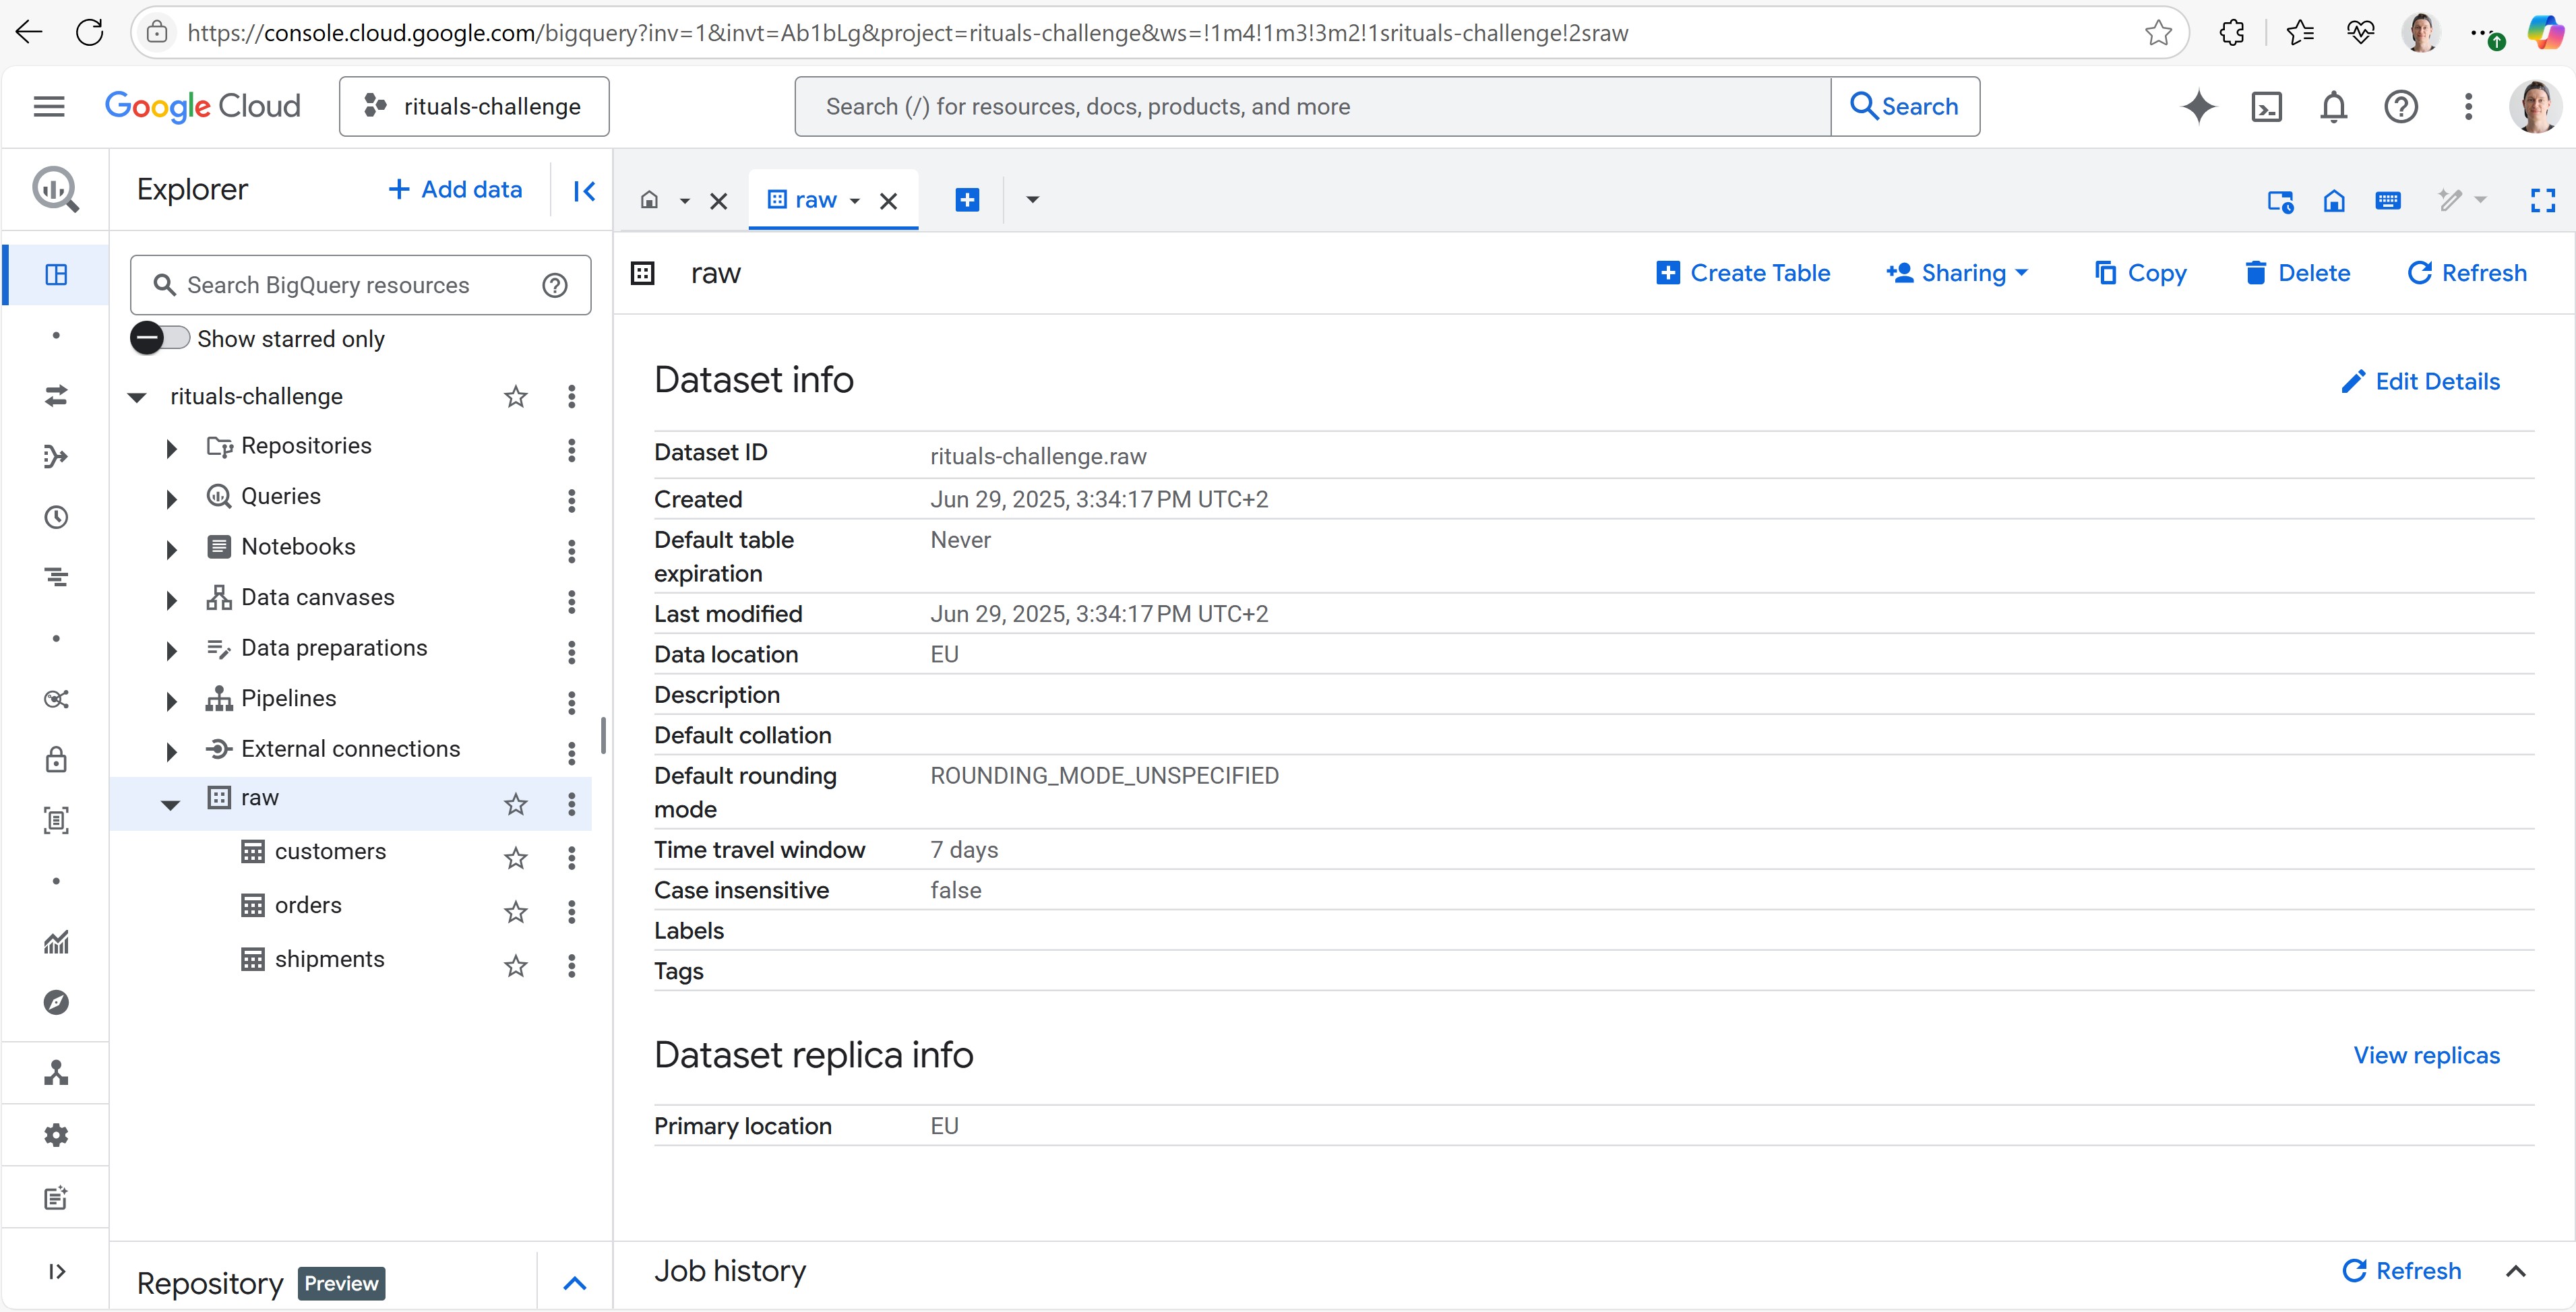 https://console.cloud.google.com/bigquery?inv=1&invt=Ab1bLg&project=rituals-challenge&ws=!1m4!1m3!3m2!1srituals-challenge!2sraw
Google Cloud
rituals-challenge
Search (/) for resources, docs, products, and more
Search
Explorer
+ Add data
raw
Search BigQuery resources
Show starred only
rituals-challenge
Repositories
Queries
Notebooks
Data canvases
Data preparations
Pipelines
External connections
raw
customers
orders
shipments
Repository Preview
raw
Create Table
Sharing
Copy
Delete
Refresh
Dataset info
Edit Details
Dataset ID rituals-challenge.raw
Created Jun 29, 2025, 3:34:17 PM UTC+2
Default table Never
expiration
Last modified Jun 29, 2025, 3:34:17 PM UTC+2
Data location EU
Description
Default collation
Default rounding ROUNDING_MODE_UNSPECIFIED
mode
Time travel window 7 days
Case insensitive false
Labels
Tags
Dataset replica info
View replicas
Primary location EU
Job history
Refresh